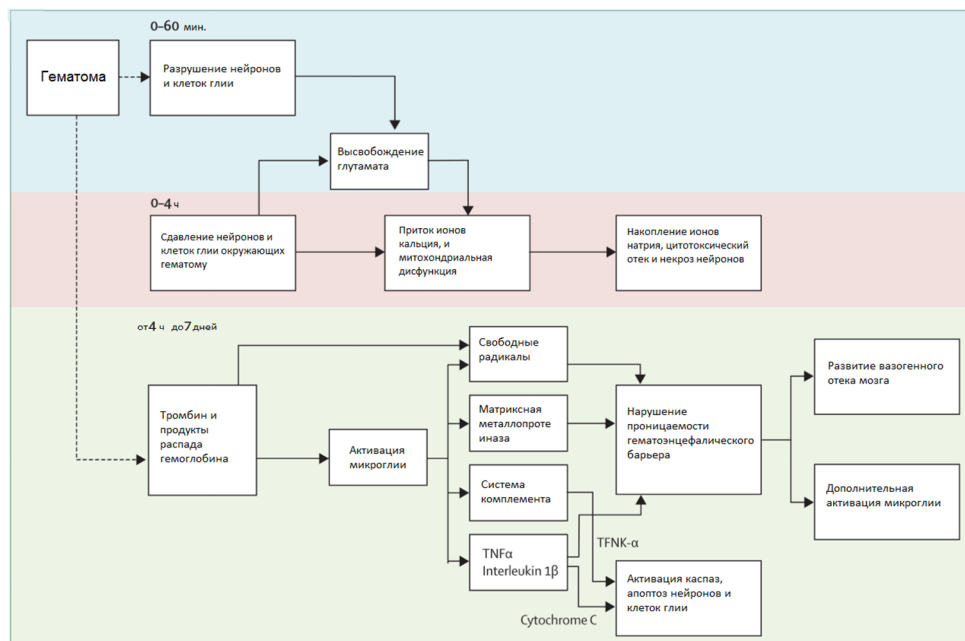 0–60 мин.
Гематома
Разрушение нейронов
и клеток глии
Высвобождение
глутамата
0–4 ч
Сдавление нейронов и
клеток глии окружающих
гематому
Приток ионов
кальция, и
митохондриальная
дисфункция
Накопление ионов
натрия, цитотоксический
отек и некроз нейронов
от 4 ч до 7 дней
Тромбин и
продукты
распада
гемоглобина
Активация
микроглии
Свободные
радикалы
Матриксная
металлопроте
иназа
Система
комплемента
TNFα
Interleukin 1β
Нарушение
проницаемости
гематоэнцефалического
барьера
TFNK-α
Cytochrome C
Активация каспаз,
апоптоз нейронов и
клеток глии
Развитие вазогенного
отека мозга
Дополнительная
активация микроглии